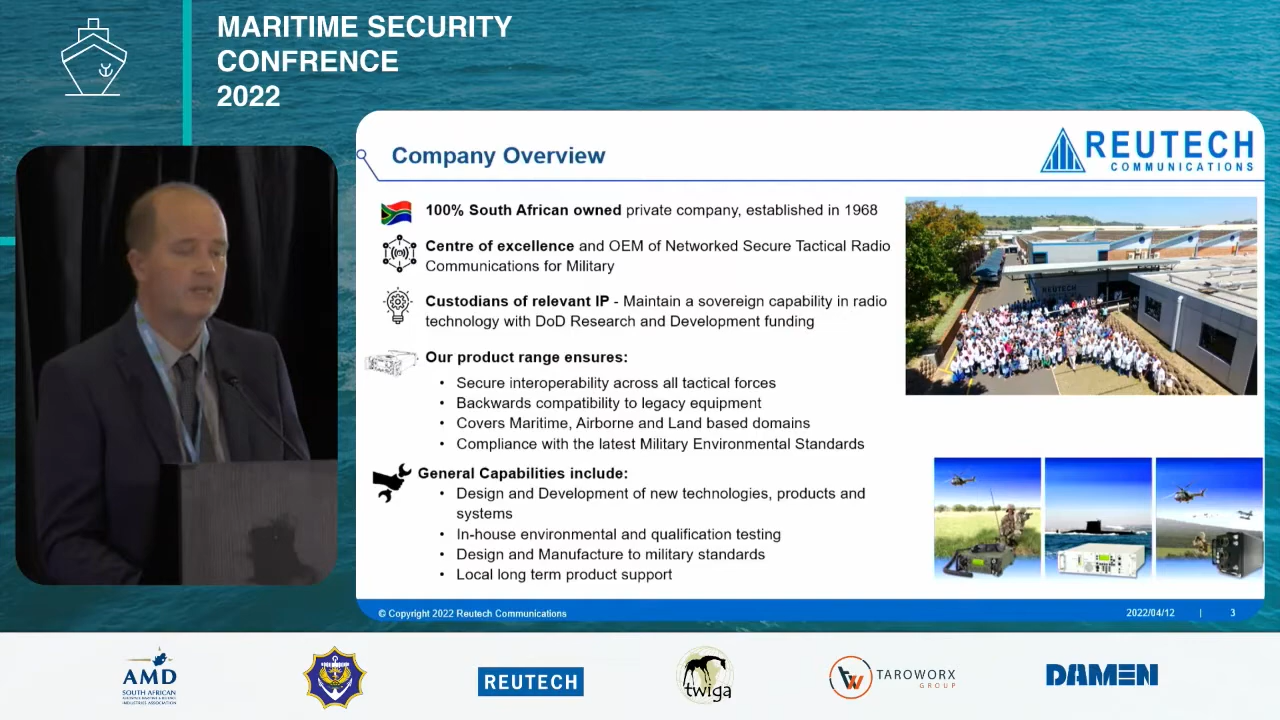 MARITIME SECURITY
CONFRENCE
2022
Company Overview
REUTECH
COMMUNICATIONS
100% South African owned private company, established in 1968
Centre of excellence and OEM of Networked Secure Tactical Radio
Communications for Military
Custodians of relevant IP - Maintain a sovereign capability in radio
technology with DoD Research and Development funding
Our product range ensures:
• Secure interoperability across all tactical forces
• Backwards compatibility to legacy equipment
• Covers Maritime, Airborne and Land based domains
• Compliance with the latest Military Environmental Standards
General Capabilities include:
• Design and Development of new technologies, products and
systems
• In-house environmental and qualification testing
• Design and Manufacture to military standards
• Local long term product support
REUTECH
© Copyright 2022 Reutech Communications
2022/04/12 | 3
AMD
SOUTH AFRICAN
INDUSTRIES ASSOCIATION
REUTECH
twiga
TAROWORX
GROUP
DAMEN